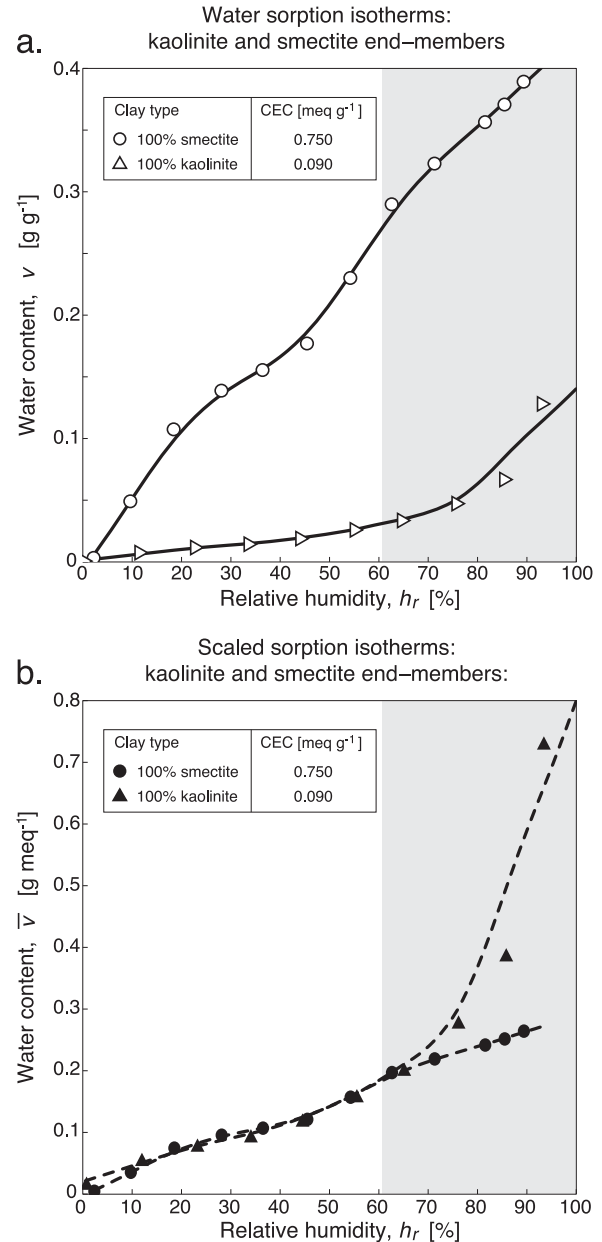 Water sorption isotherms:
kaolinite and smectite end–members
a.
0.4
0.3
0.2
0.1
0
Water content, v [g g⁻¹]
Clay type CEC [meq g⁻¹]
100% smectite 0.750
100% kaolinite 0.090
0 10 20 30 40 50 60 70 80 90 100
Relative humidity, hᵣ [%]
Scaled sorption isotherms:
kaolinite and smectite end–members:
b.
0.8
0.7
0.6
0.5
0.4
0.3
0.2
0.1
0
Water content, v̅ [g meq⁻¹]
Clay type CEC [meq g⁻¹]
100% smectite 0.750
100% kaolinite 0.090
0 10 20 30 40 50 60 70 80 90 100
Relative humidity, hᵣ [%]